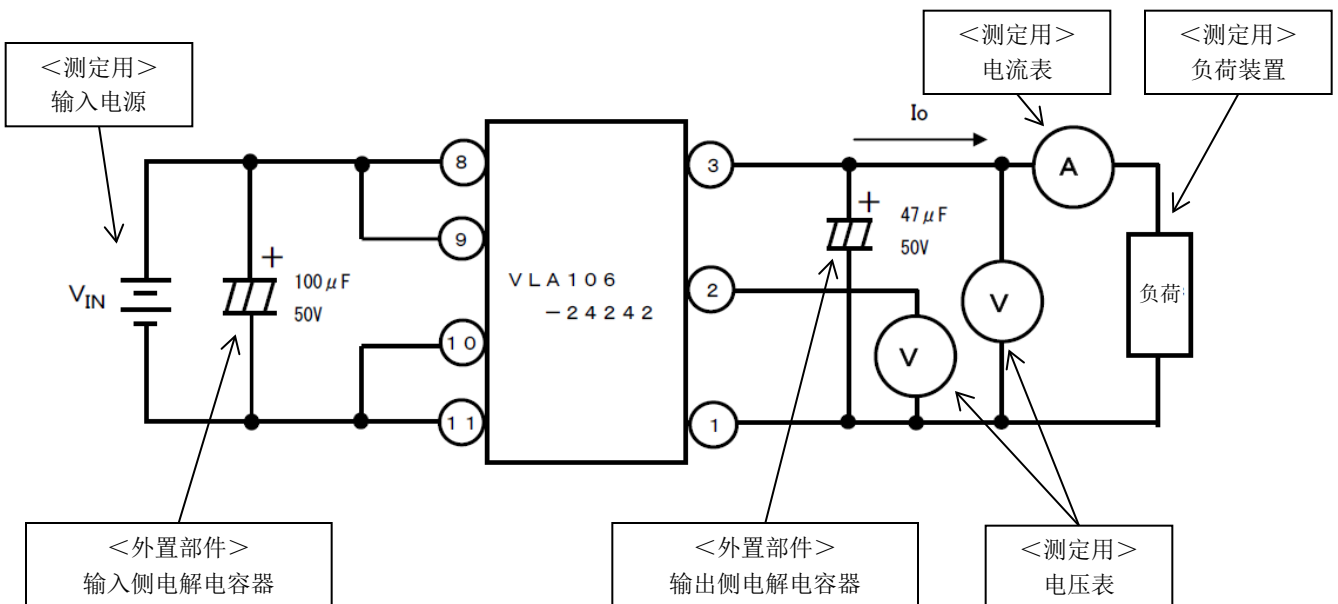 ＜测定用＞
电流表
＜测定用＞
负荷装置
＜测定用＞
输入电源
Io
8
3
A
9
+
47μF
50V
+
100μF
50V
VLA106
－24242
2
V
负荷
VIN
10
V
11
1
＜外置部件＞
输入侧电解电容器
＜外置部件＞
输出侧电解电容器
＜测定用＞
电压表